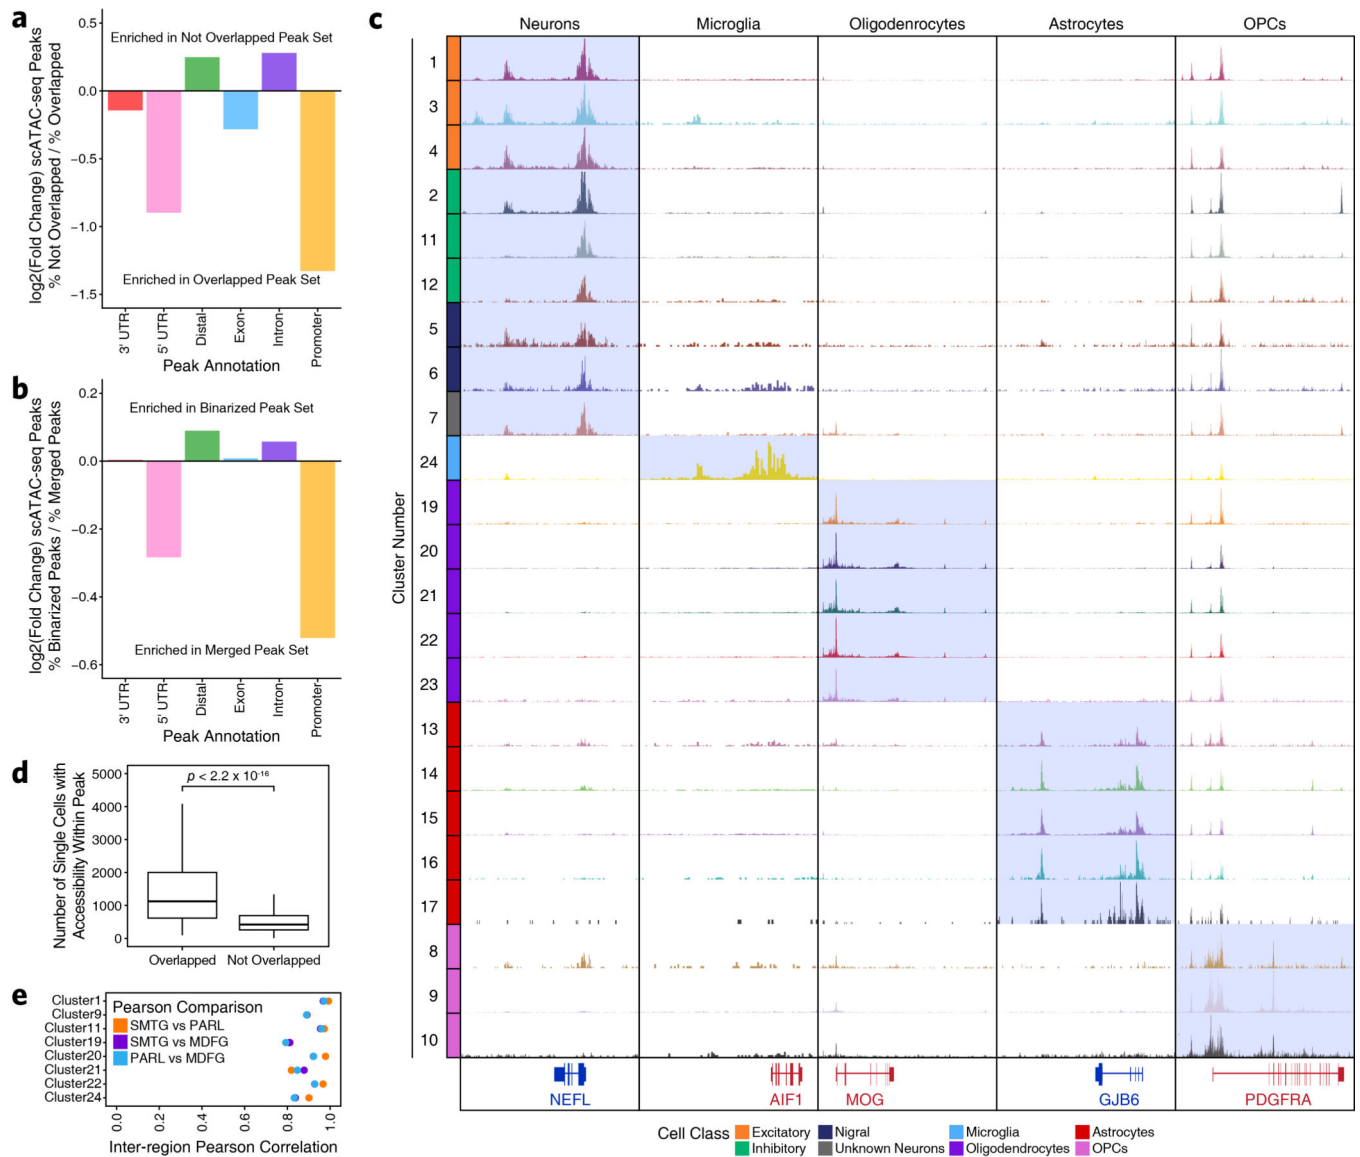 a
log2(Fold Change) scATAC-seq Peaks
% Not Overlapped / % Overlapped
0.5
0.0
−0.5
−1.0
−1.5
Enriched in Not Overlapped Peak Set
Enriched in Overlapped Peak Set
3' UTR
5' UTR
Distal
Exon
Intron
Promoter
Peak Annotation
b
log2(Fold Change) scATAC-seq Peaks
% Binarized Peaks / % Merged Peaks
0.2
0.0
−0.2
−0.4
−0.6
Enriched in Binarized Peak Set
Enriched in Merged Peak Set
3' UTR
5' UTR
Distal
Exon
Intron
Promoter
Peak Annotation
c
Neurons Microglia Oligodenrocytes Astrocytes OPCs
Cluster Number
1
3
4
2
11
12
5
6
7
24
19
20
21
22
23
13
14
15
16
17
8
9
10
NEFL AIF1 MOG GJB6 PDGFRA
Cell Class Excitatory Nigral Microglia Astrocytes
Inhibitory Unknown Neurons Oligodendrocytes OPCs
d
Number of Single Cells with
Accessibility Within Peak
5000
4000
3000
2000
1000
0
p < 2.2 x 10-16
Overlapped Not Overlapped
e
Cluster1
Cluster9
Cluster11
Cluster19
Cluster20
Cluster21
Cluster22
Cluster24
Pearson Comparison
SMTG vs PARL
SMTG vs MDFG
PARL vs MDFG
0.0 0.2 0.4 0.6 0.8 1.0
Inter-region Pearson Correlation